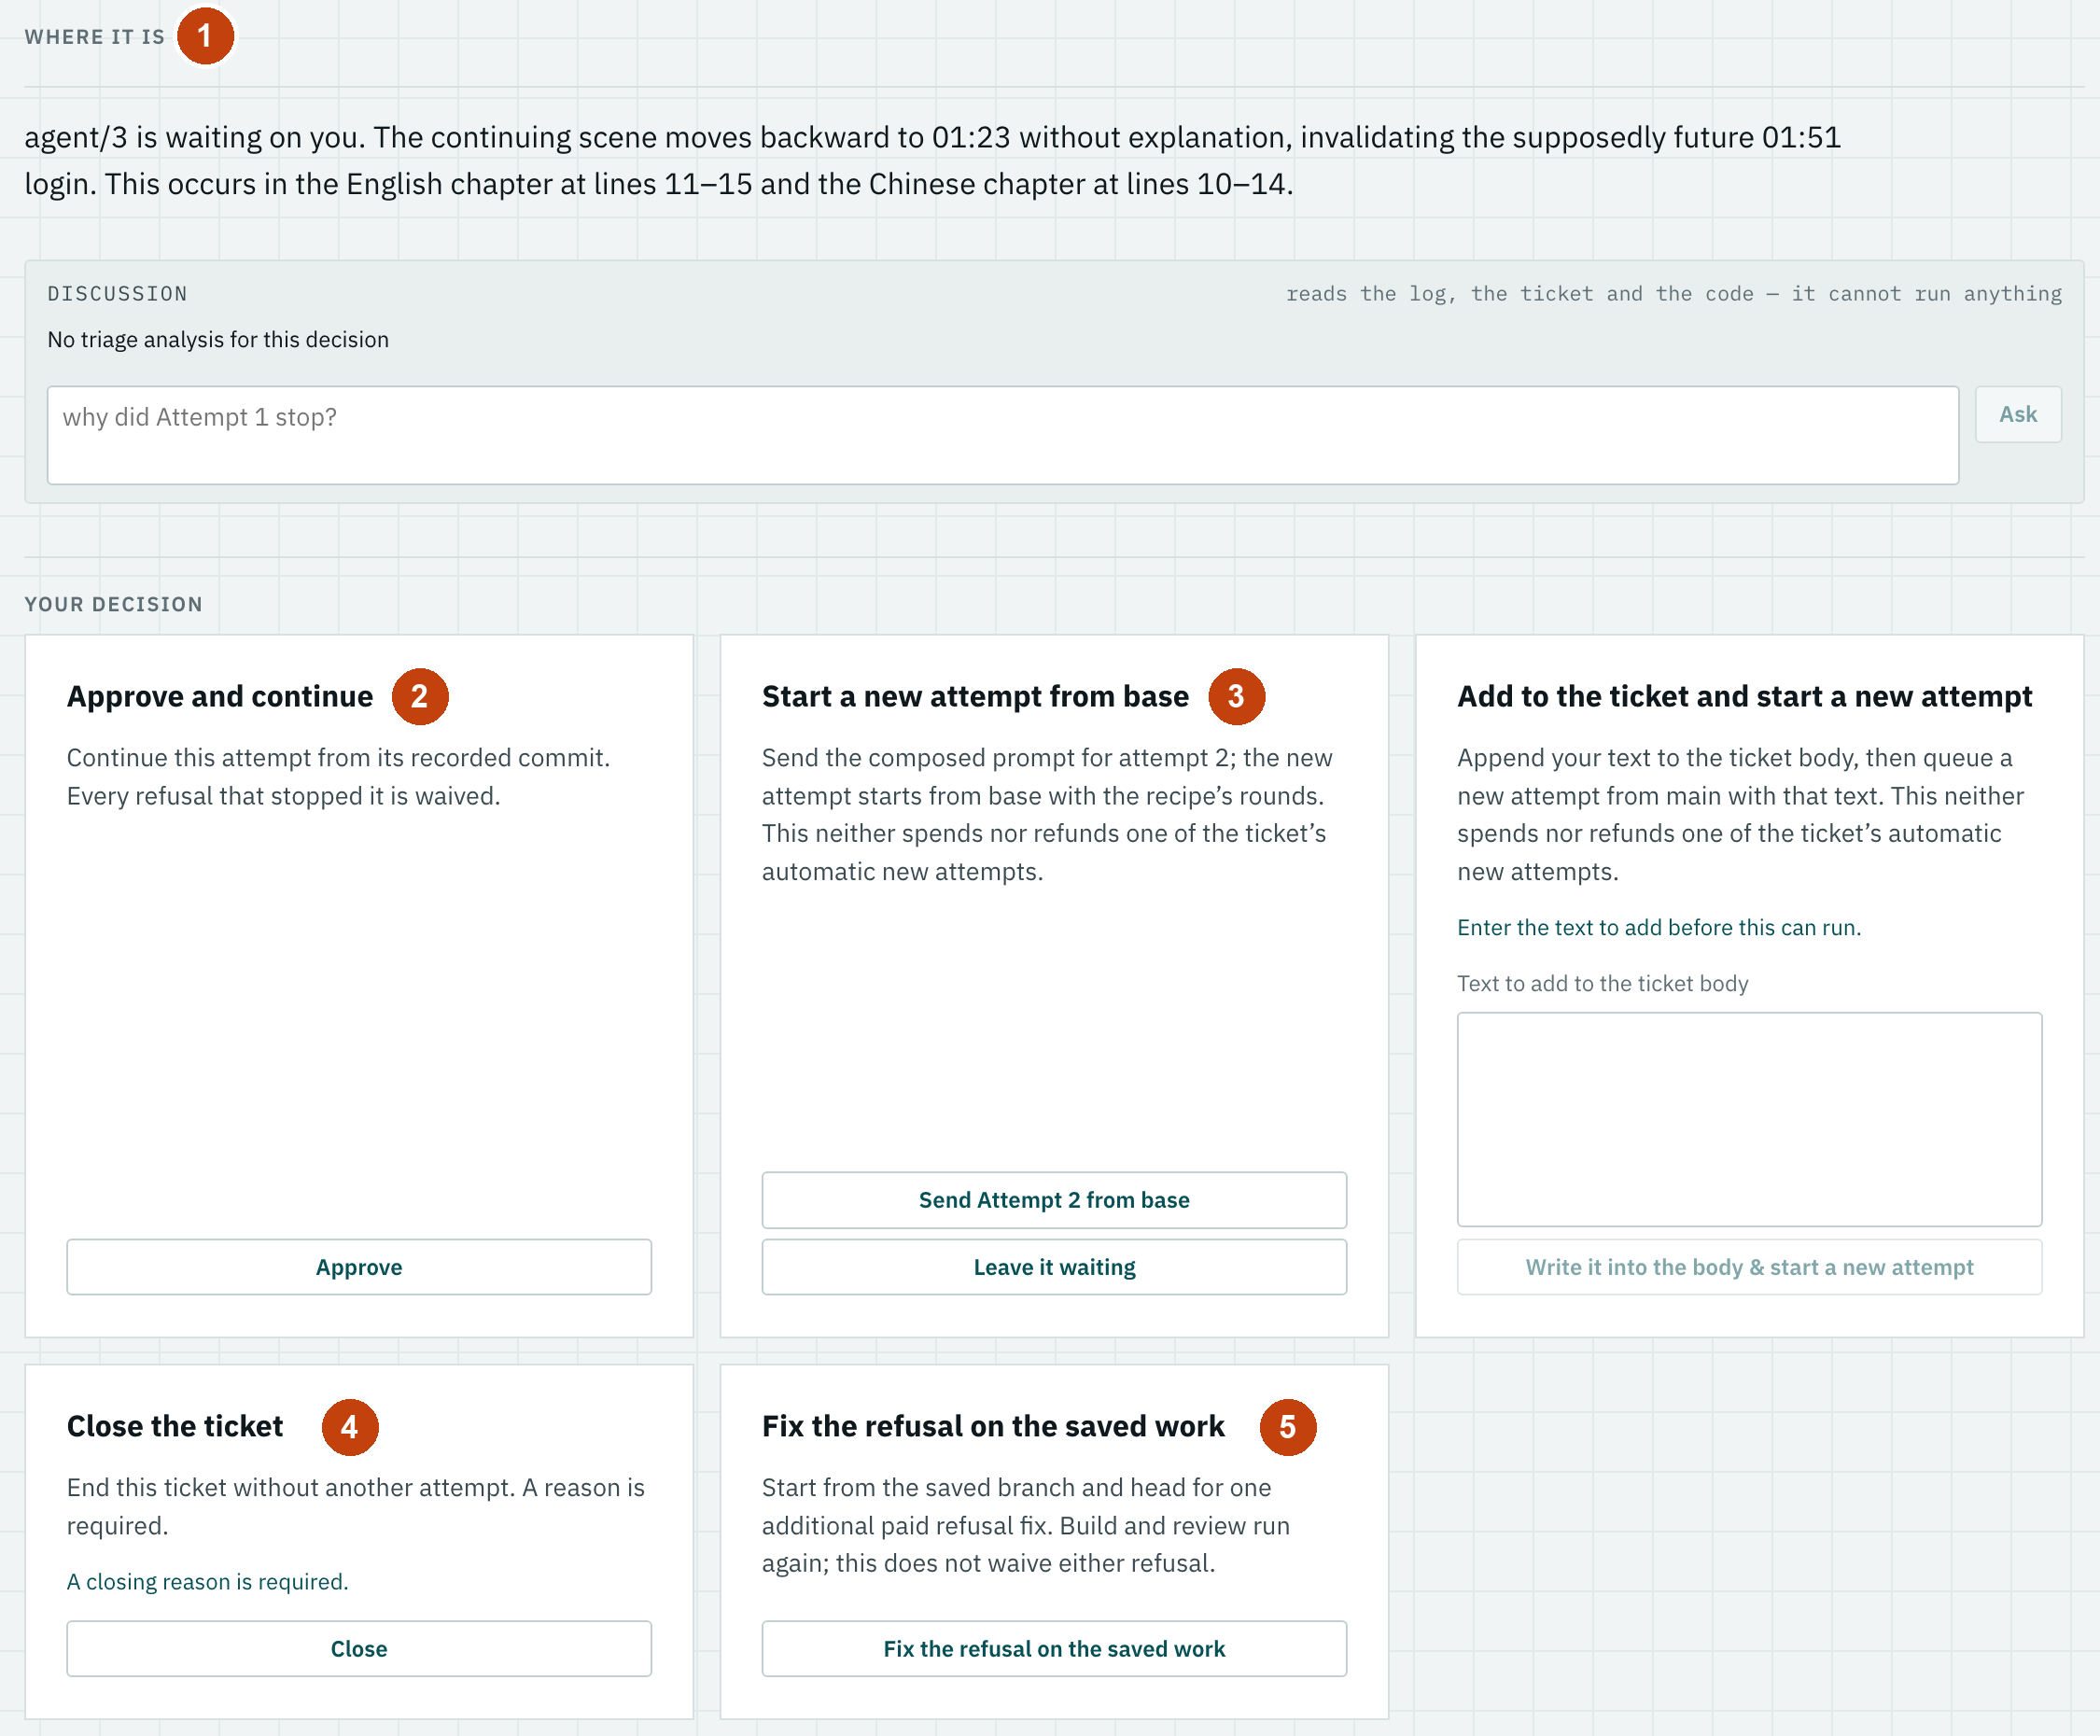 WHERE IT IS 1
agent/3 is waiting on you. The continuing scene moves backward to 01:23 without explanation, invalidating the supposedly future 01:51
login. This occurs in the English chapter at lines 11–15 and the Chinese chapter at lines 10–14.
DISCUSSION
reads the log, the ticket and the code — it cannot run anything
No triage analysis for this decision
why did Attempt 1 stop?
Ask
YOUR DECISION
Approve and continue 2
Continue this attempt from its recorded commit.
Every refusal that stopped it is waived.
Approve
Start a new attempt from base 3
Send the composed prompt for attempt 2; the new
attempt starts from base with the recipe’s rounds.
This neither spends nor refunds one of the ticket’s
automatic new attempts.
Send Attempt 2 from base
Leave it waiting
Add to the ticket and start a new attempt
Append your text to the ticket body, then queue a
new attempt from main with that text. This neither
spends nor refunds one of the ticket’s automatic
new attempts.
Enter the text to add before this can run.
Text to add to the ticket body
Write it into the body & start a new attempt
Close the ticket 4
End this ticket without another attempt. A reason is
required.
A closing reason is required.
Close
Fix the refusal on the saved work 5
Start from the saved branch and head for one
additional paid refusal fix. Build and review run
again; this does not waive either refusal.
Fix the refusal on the saved work